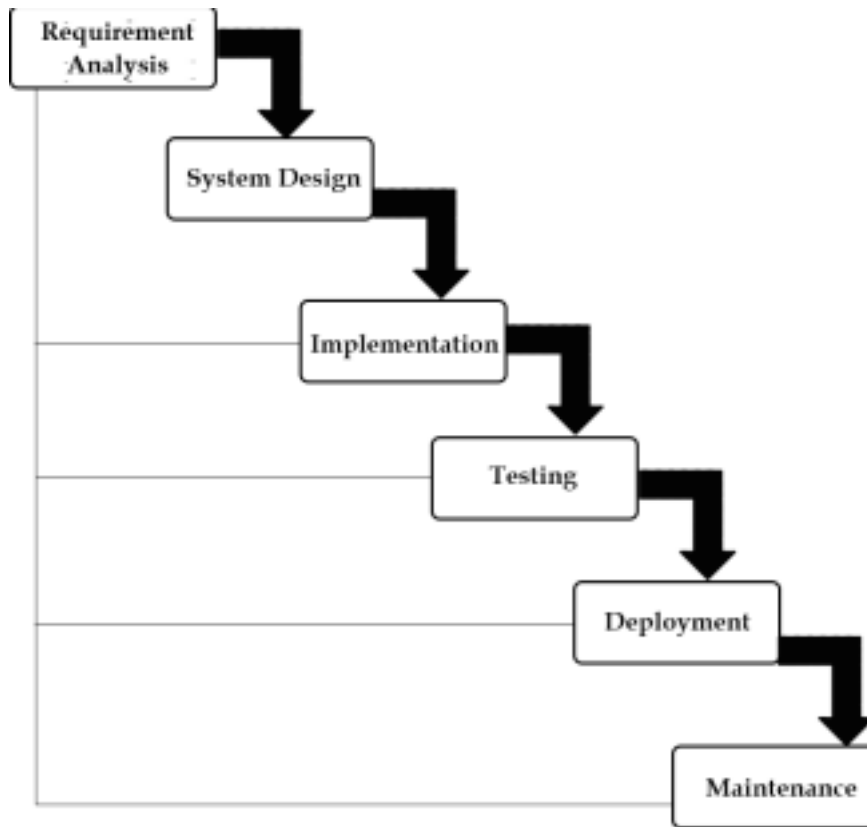 Requirement
Analysis
System Design
Implementation
Testing
Deployment
Maintenance